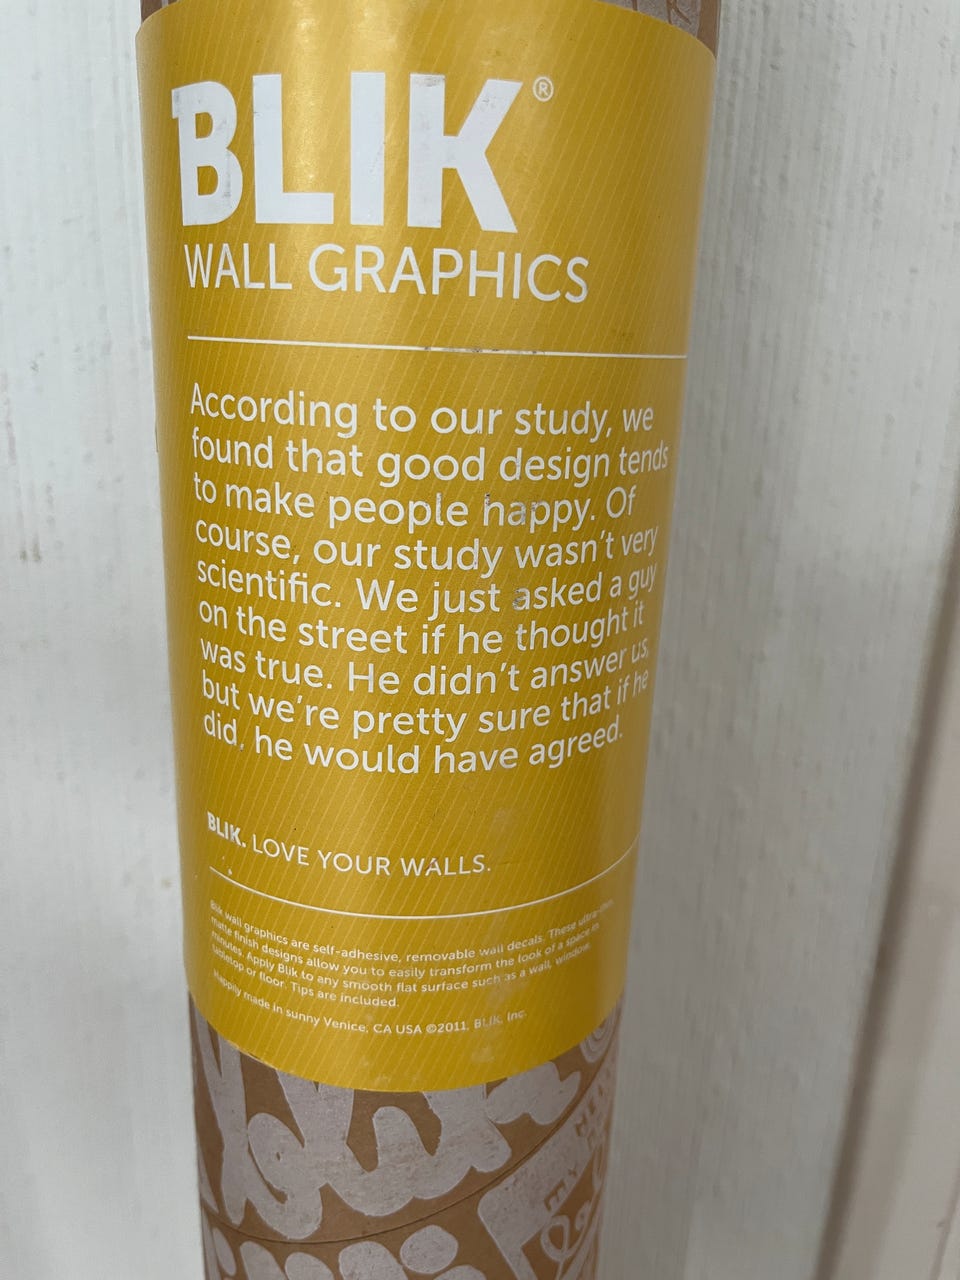 BLIK®
WALL GRAPHICS
According to our study, we
found that good design tends
to make people happy. Of
course, our study wasn't very
scientific. We just asked a guy
on the street if he thought it
was true. He didn't answer us,
but we're pretty sure that if he
did, he would have agreed.
BLIK. LOVE YOUR WALLS.
Blik wall graphics are self-adhesive, removable wall decals. These ultra-thin,
matte finish designs allow you to easily transform the look of a space in
minutes. Apply Blik to any smooth flat surface such as a wall, window,
tabletop or floor. Tips are included.
Happily made in sunny Venice, CA USA ©2011. BLIK, Inc.